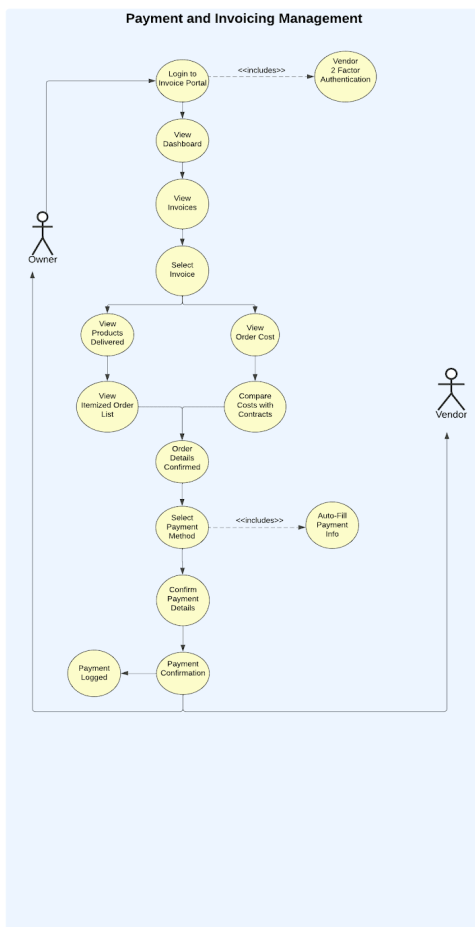 Payment and Invoicing Management
Login to
Invoice Portal
<<includes>>
Vendor
2 Factor
Authentication
View
Dashboard
View
Invoices
Owner
Select
Invoice
View
Products
Delivered
View
Order Cost
View
Itemized Order
List
Compare
Costs with
Contracts
Vendor
Order
Details
Confirmed
Select
Payment
Method
<<includes>>
Auto-Fill
Payment
Info
Confirm
Payment
Details
Payment
Logged
Payment
Confirmation